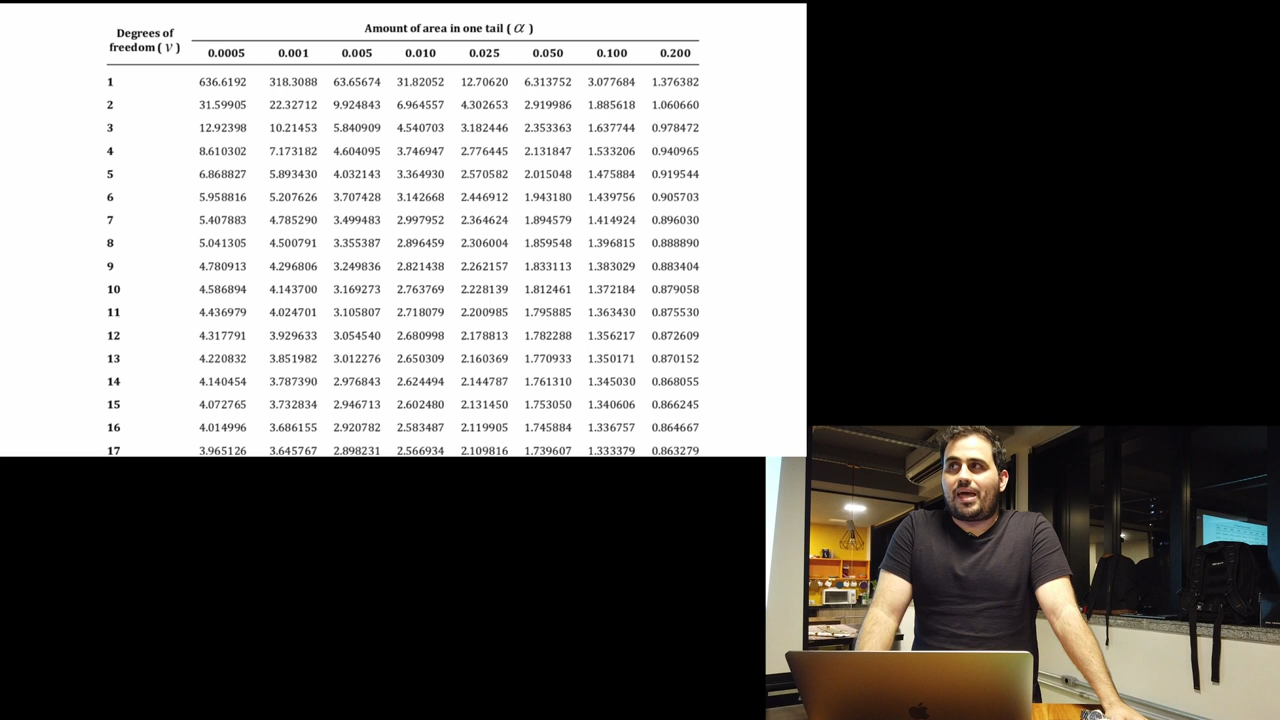 Degrees of freedom ( ν )
Amount of area in one tail ( α )
0.0005 0.001 0.005 0.010 0.025 0.050 0.100 0.200
1 636.6192 318.3088 63.65674 31.82052 12.70620 6.313752 3.077684 1.376382
2 31.59905 22.32712 9.924843 6.964557 4.302653 2.919986 1.885618 1.060660
3 12.92398 10.21453 5.840909 4.540703 3.182446 2.353363 1.637744 0.978472
4 8.610302 7.173182 4.604095 3.746947 2.776445 2.131847 1.533206 0.940965
5 6.868827 5.893430 4.032143 3.364930 2.570582 2.015048 1.475884 0.919544
6 5.958816 5.207626 3.707428 3.142668 2.446912 1.943180 1.439756 0.905703
7 5.407883 4.785290 3.499483 2.997952 2.364624 1.894579 1.414924 0.896030
8 5.041305 4.500791 3.355387 2.896459 2.306004 1.859548 1.396815 0.888890
9 4.780913 4.296806 3.249836 2.821438 2.262157 1.833113 1.383029 0.883404
10 4.586894 4.143700 3.169273 2.763769 2.228139 1.812461 1.372184 0.879058
11 4.436979 4.024701 3.105807 2.718079 2.200985 1.795885 1.363430 0.875530
12 4.317791 3.929633 3.054540 2.680998 2.178813 1.782288 1.356217 0.872609
13 4.220832 3.851982 3.012276 2.650309 2.160369 1.770933 1.350171 0.870152
14 4.140454 3.787390 2.976843 2.624494 2.144787 1.761310 1.345030 0.868055
15 4.072765 3.732834 2.946713 2.602480 2.131450 1.753050 1.340606 0.866245
16 4.014996 3.686155 2.920782 2.583487 2.119905 1.745884 1.336757 0.864667
17 3.965126 3.645767 2.898231 2.566934 2.109816 1.739607 1.333379 0.863279